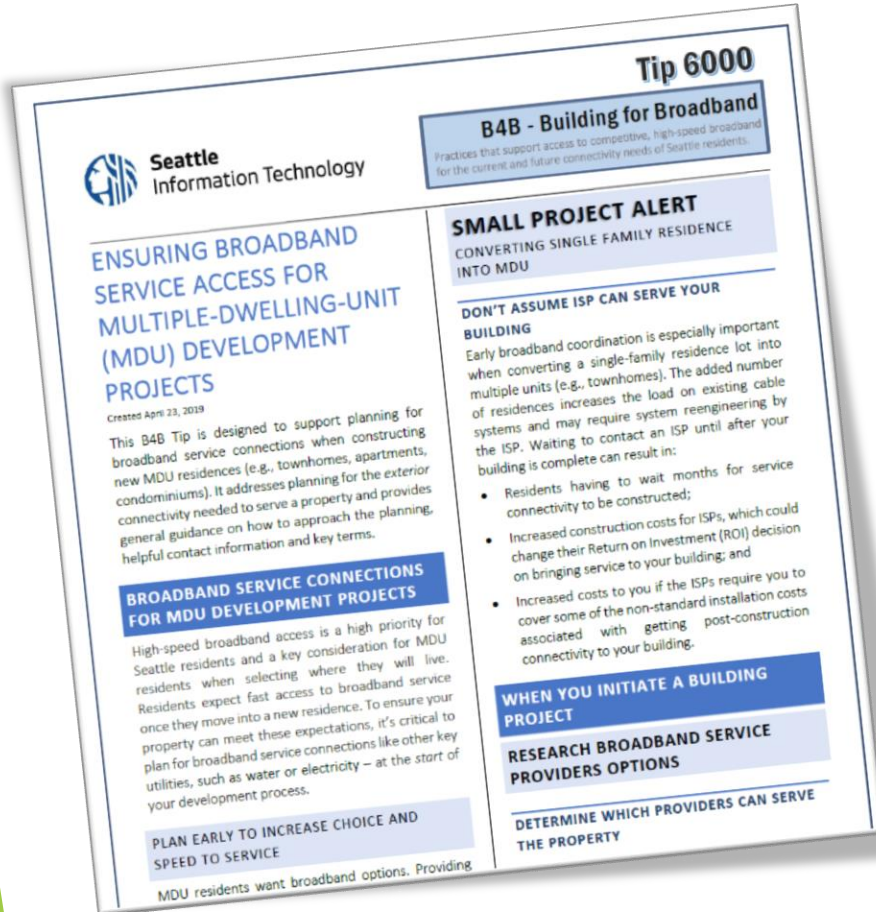 Tip 6000
B4B - Building for Broadband
Practices that support access to competitive, high-speed broadband
for the current and future connectivity needs of Seattle residents.
Seattle
Information Technology
ENSURING BROADBAND
SERVICE ACCESS FOR
MULTIPLE-DWELLING-UNIT
(MDU) DEVELOPMENT
PROJECTS
Created April 23, 2019
This B4B Tip is designed to support planning for
broadband service connections when constructing
new MDU residences (e.g., townhomes, apartments,
condominiums). It addresses planning for the exterior
connectivity needed to serve a property and provides
general guidance on how to approach the planning,
helpful contact information and key terms.
BROADBAND SERVICE CONNECTIONS
FOR MDU DEVELOPMENT PROJECTS
High-speed broadband access is a high priority for
Seattle residents and a key consideration for MDU
residents when selecting where they will live.
Residents expect fast access to broadband service
once they move into a new residence. To ensure your
property can meet these expectations, it's critical to
plan for broadband service connections like other key
utilities, such as water or electricity – at the start of
your development process.
PLAN EARLY TO INCREASE CHOICE AND
SPEED TO SERVICE
MDU residents want broadband options. Providing
SMALL PROJECT ALERT
CONVERTING SINGLE FAMILY RESIDENCE
INTO MDU
DON'T ASSUME ISP CAN SERVE YOUR
BUILDING
Early broadband coordination is especially important
when converting a single-family residence lot into
multiple units (e.g., townhomes). The added number
of residences increases the load on existing cable
systems and may require system reengineering by
the ISP. Waiting to contact an ISP until after your
building is complete can result in:
• Residents having to wait months for service
connectivity to be constructed;
• Increased construction costs for ISPs, which could
change their Return on Investment (ROI) decision
on bringing service to your building; and
• Increased costs to you if the ISPs require you to
cover some of the non-standard installation costs
associated with getting post-construction
connectivity to your building.
WHEN YOU INITIATE A BUILDING
PROJECT
RESEARCH BROADBAND SERVICE
PROVIDERS OPTIONS
DETERMINE WHICH PROVIDERS CAN SERVE
THE PROPERTY